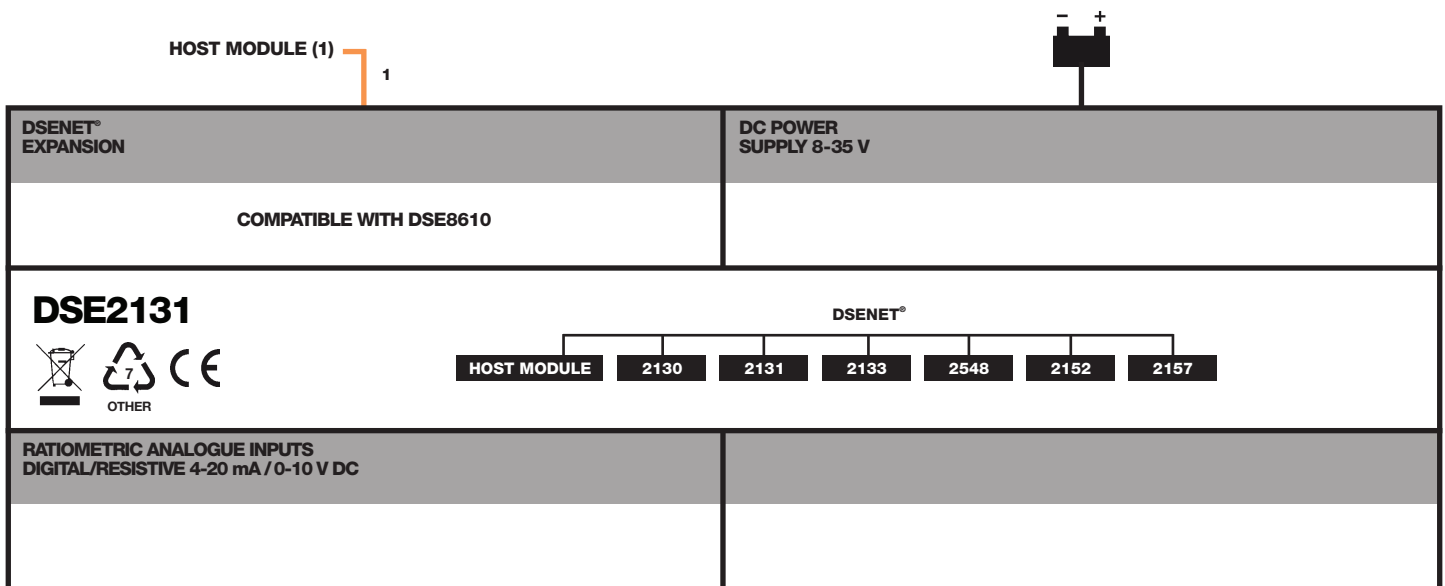 − +
HOST MODULE (1)
1
DSENET®
EXPANSION
DC POWER
SUPPLY 8-35 V
COMPATIBLE WITH DSE8610
DSE2131
DSENET®
HOST MODULE 2130 2131 2133 2548 2152 2157
7
CE
OTHER
RATIOMETRIC ANALOGUE INPUTS
DIGITAL/RESISTIVE 4-20 mA / 0-10 V DC